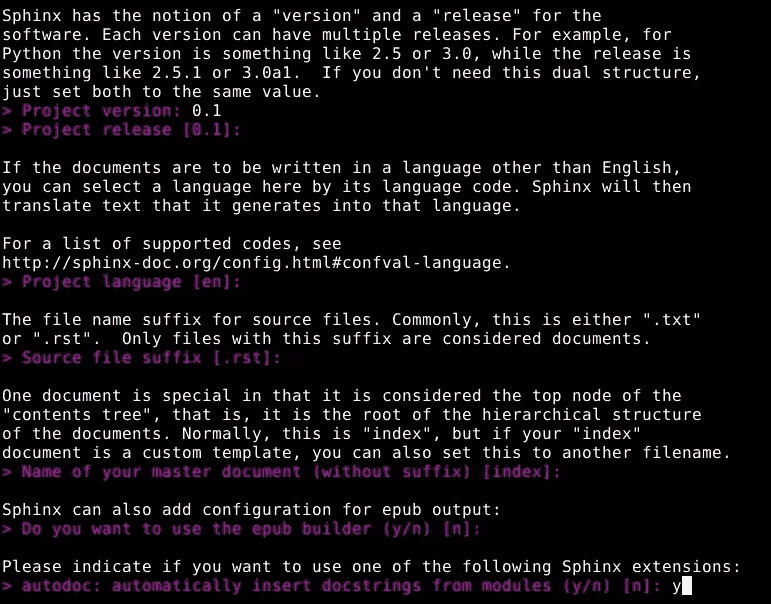 Sphinx has the notion of a "version" and a "release" for the
software. Each version can have multiple releases. For example, for
Python the version is something like 2.5 or 3.0, while the release is
something like 2.5.1 or 3.0a1.  If you don't need this dual structure,
just set both to the same value.
> Project version: 0.1
> Project release [0.1]:
If the documents are to be written in a language other than English,
you can select a language here by its language code. Sphinx will then
translate text that it generates into that language.
For a list of supported codes, see
http://sphinx-doc.org/config.html#confval-language.
> Project language [en]:
The file name suffix for source files. Commonly, this is either ".txt"
or ".rst".  Only files with this suffix are considered documents.
> Source file suffix [.rst]:
One document is special in that it is considered the top node of the
"contents tree", that is, it is the root of the hierarchical structure
of the documents. Normally, this is "index", but if your "index"
document is a custom template, you can also set this to another filename.
> Name of your master document (without suffix) [index]:
Sphinx can also add configuration for epub output:
> Do you want to use the epub builder (y/n) [n]:
Please indicate if you want to use one of the following Sphinx extensions:
> autodoc: automatically insert docstrings from modules (y/n) [n]: y